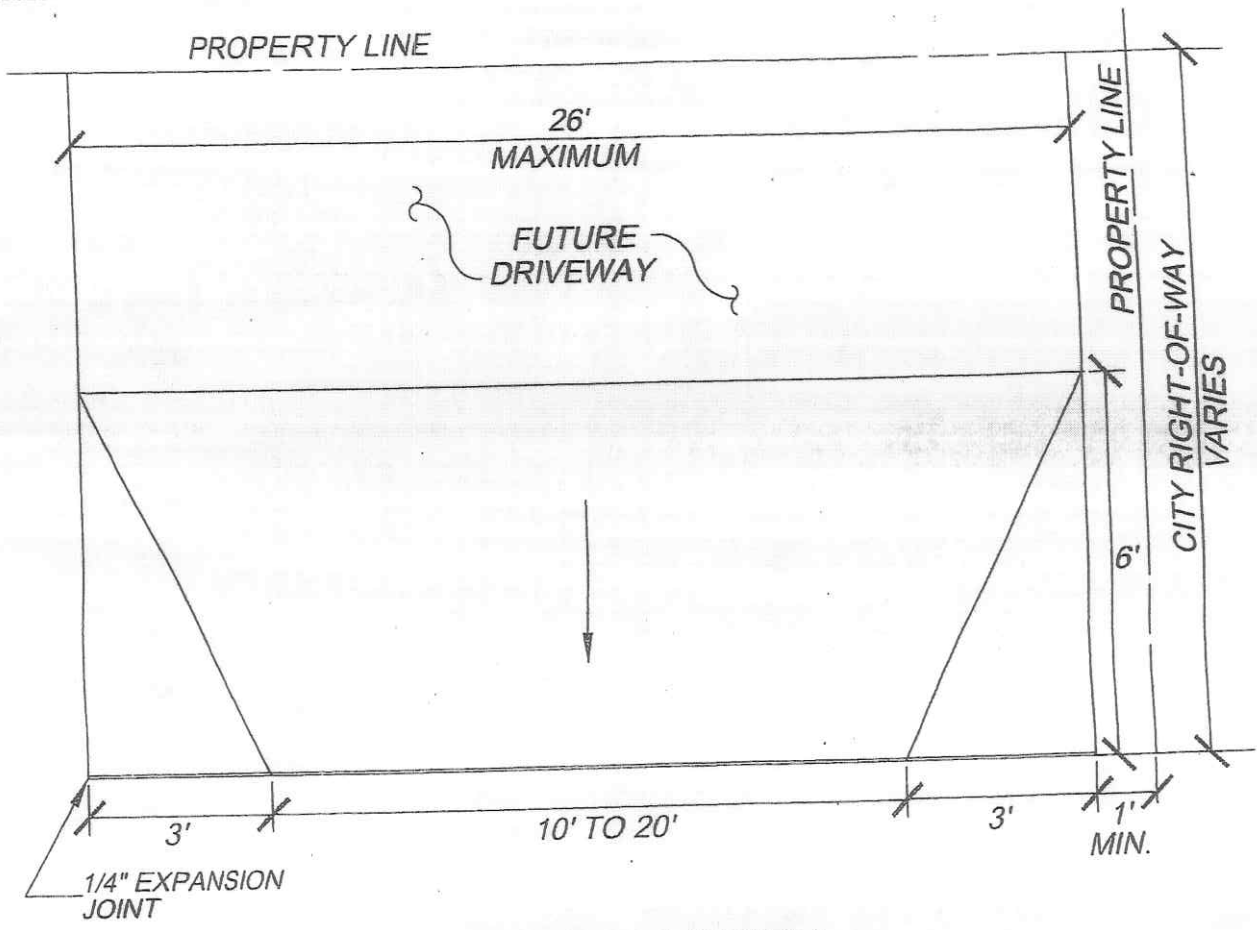 PROPERTY LINE
26'
MAXIMUM
FUTURE
DRIVEWAY
PROPERTY LINE
CITY RIGHT-OF-WAY
VARIES
6'
3'
10' TO 20'
3'
1'
MIN.
1/4" EXPANSION
JOINT